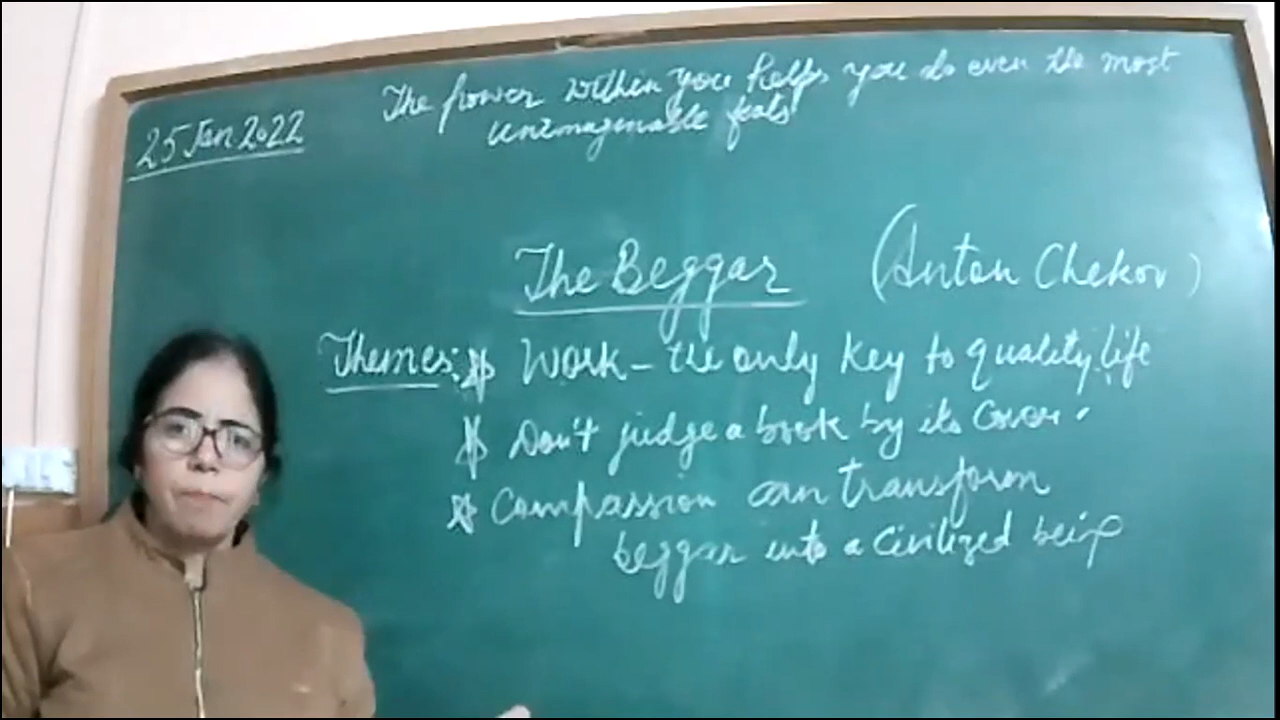 The power within you helps you do even the most
unimaginable feats
25 Jan 2022
The Beggar (Anton Chekov)
Themes: * Work - the only key to quality life
* Don't judge a book by its cover.
* Compassion can transform
beggar into a civilized being